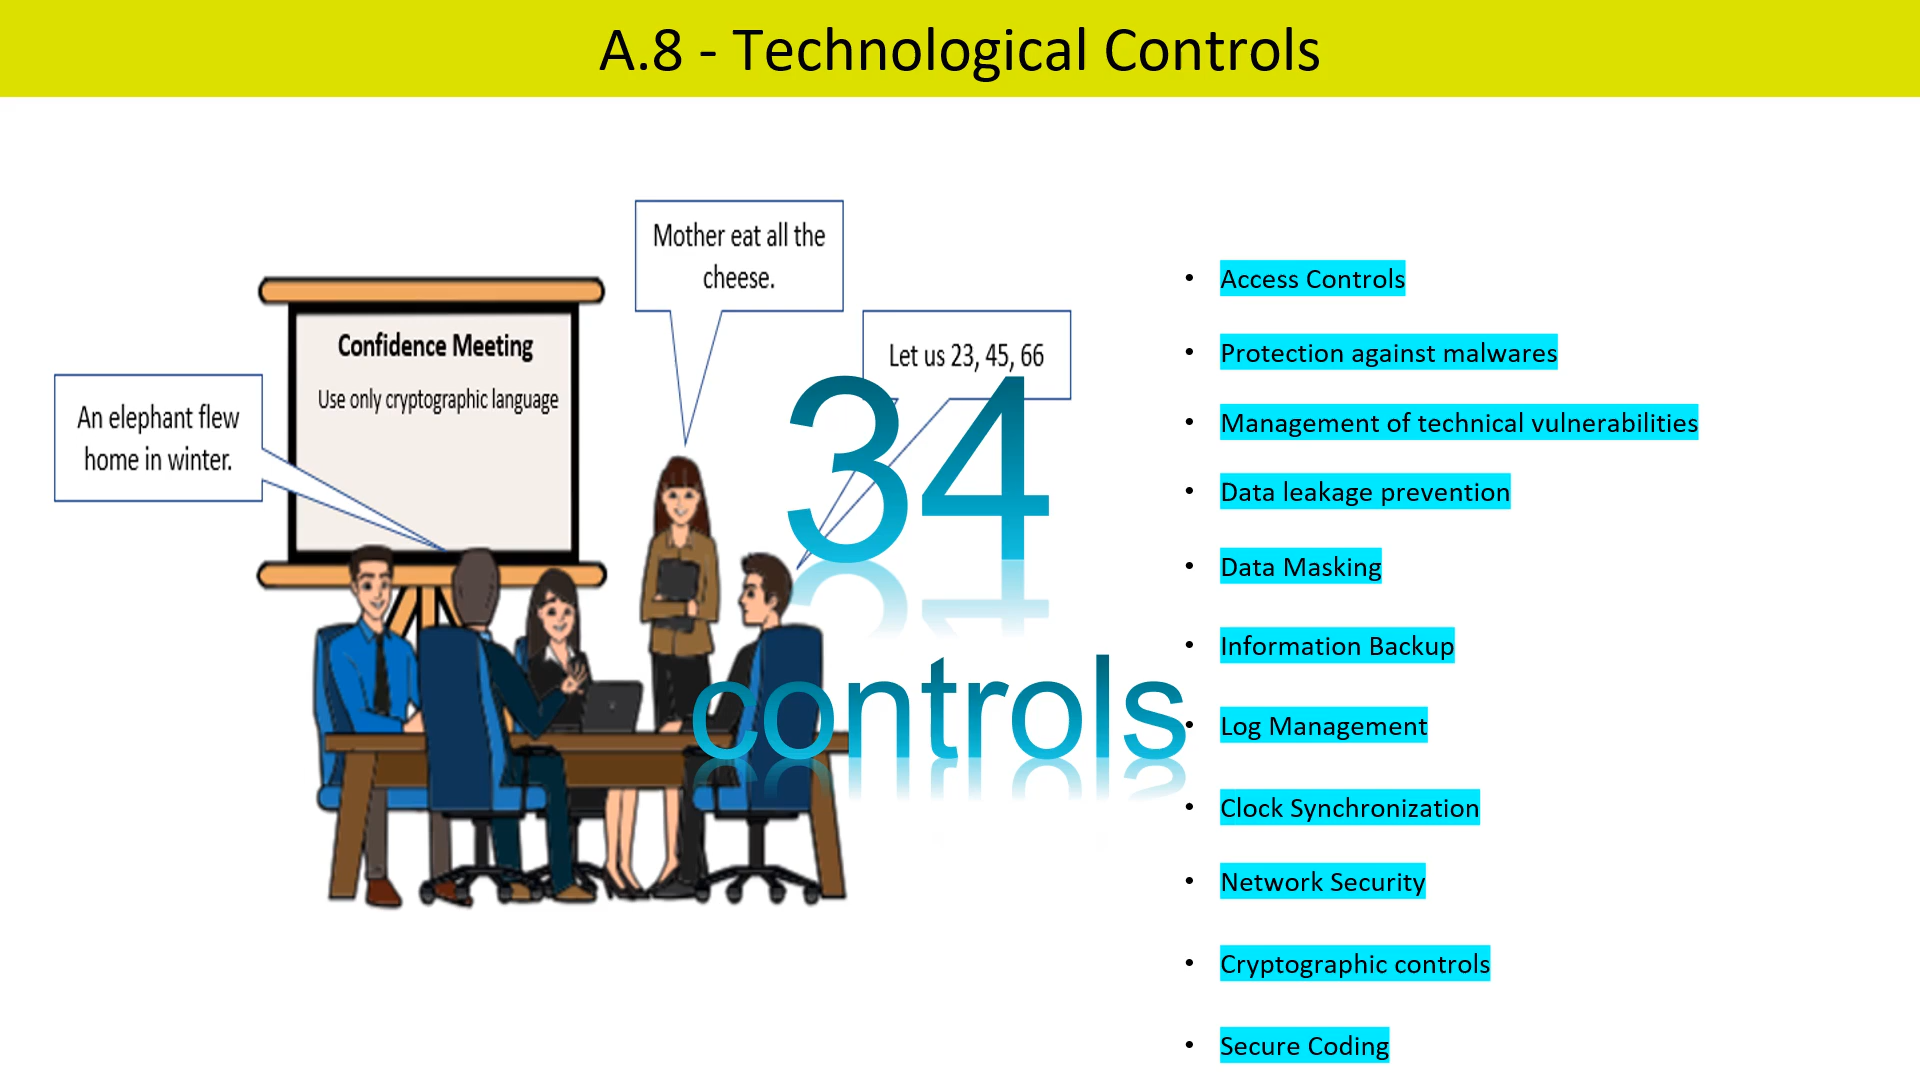 A.8 - Technological Controls
Mother eat all the
cheese.
Let us 23, 45, 66
Confidence Meeting
Use only cryptographic language
An elephant flew
home in winter.
34
controls
• Access Controls
• Protection against malwares
• Management of technical vulnerabilities
• Data leakage prevention
• Data Masking
• Information Backup
• Log Management
• Clock Synchronization
• Network Security
• Cryptographic controls
• Secure Coding